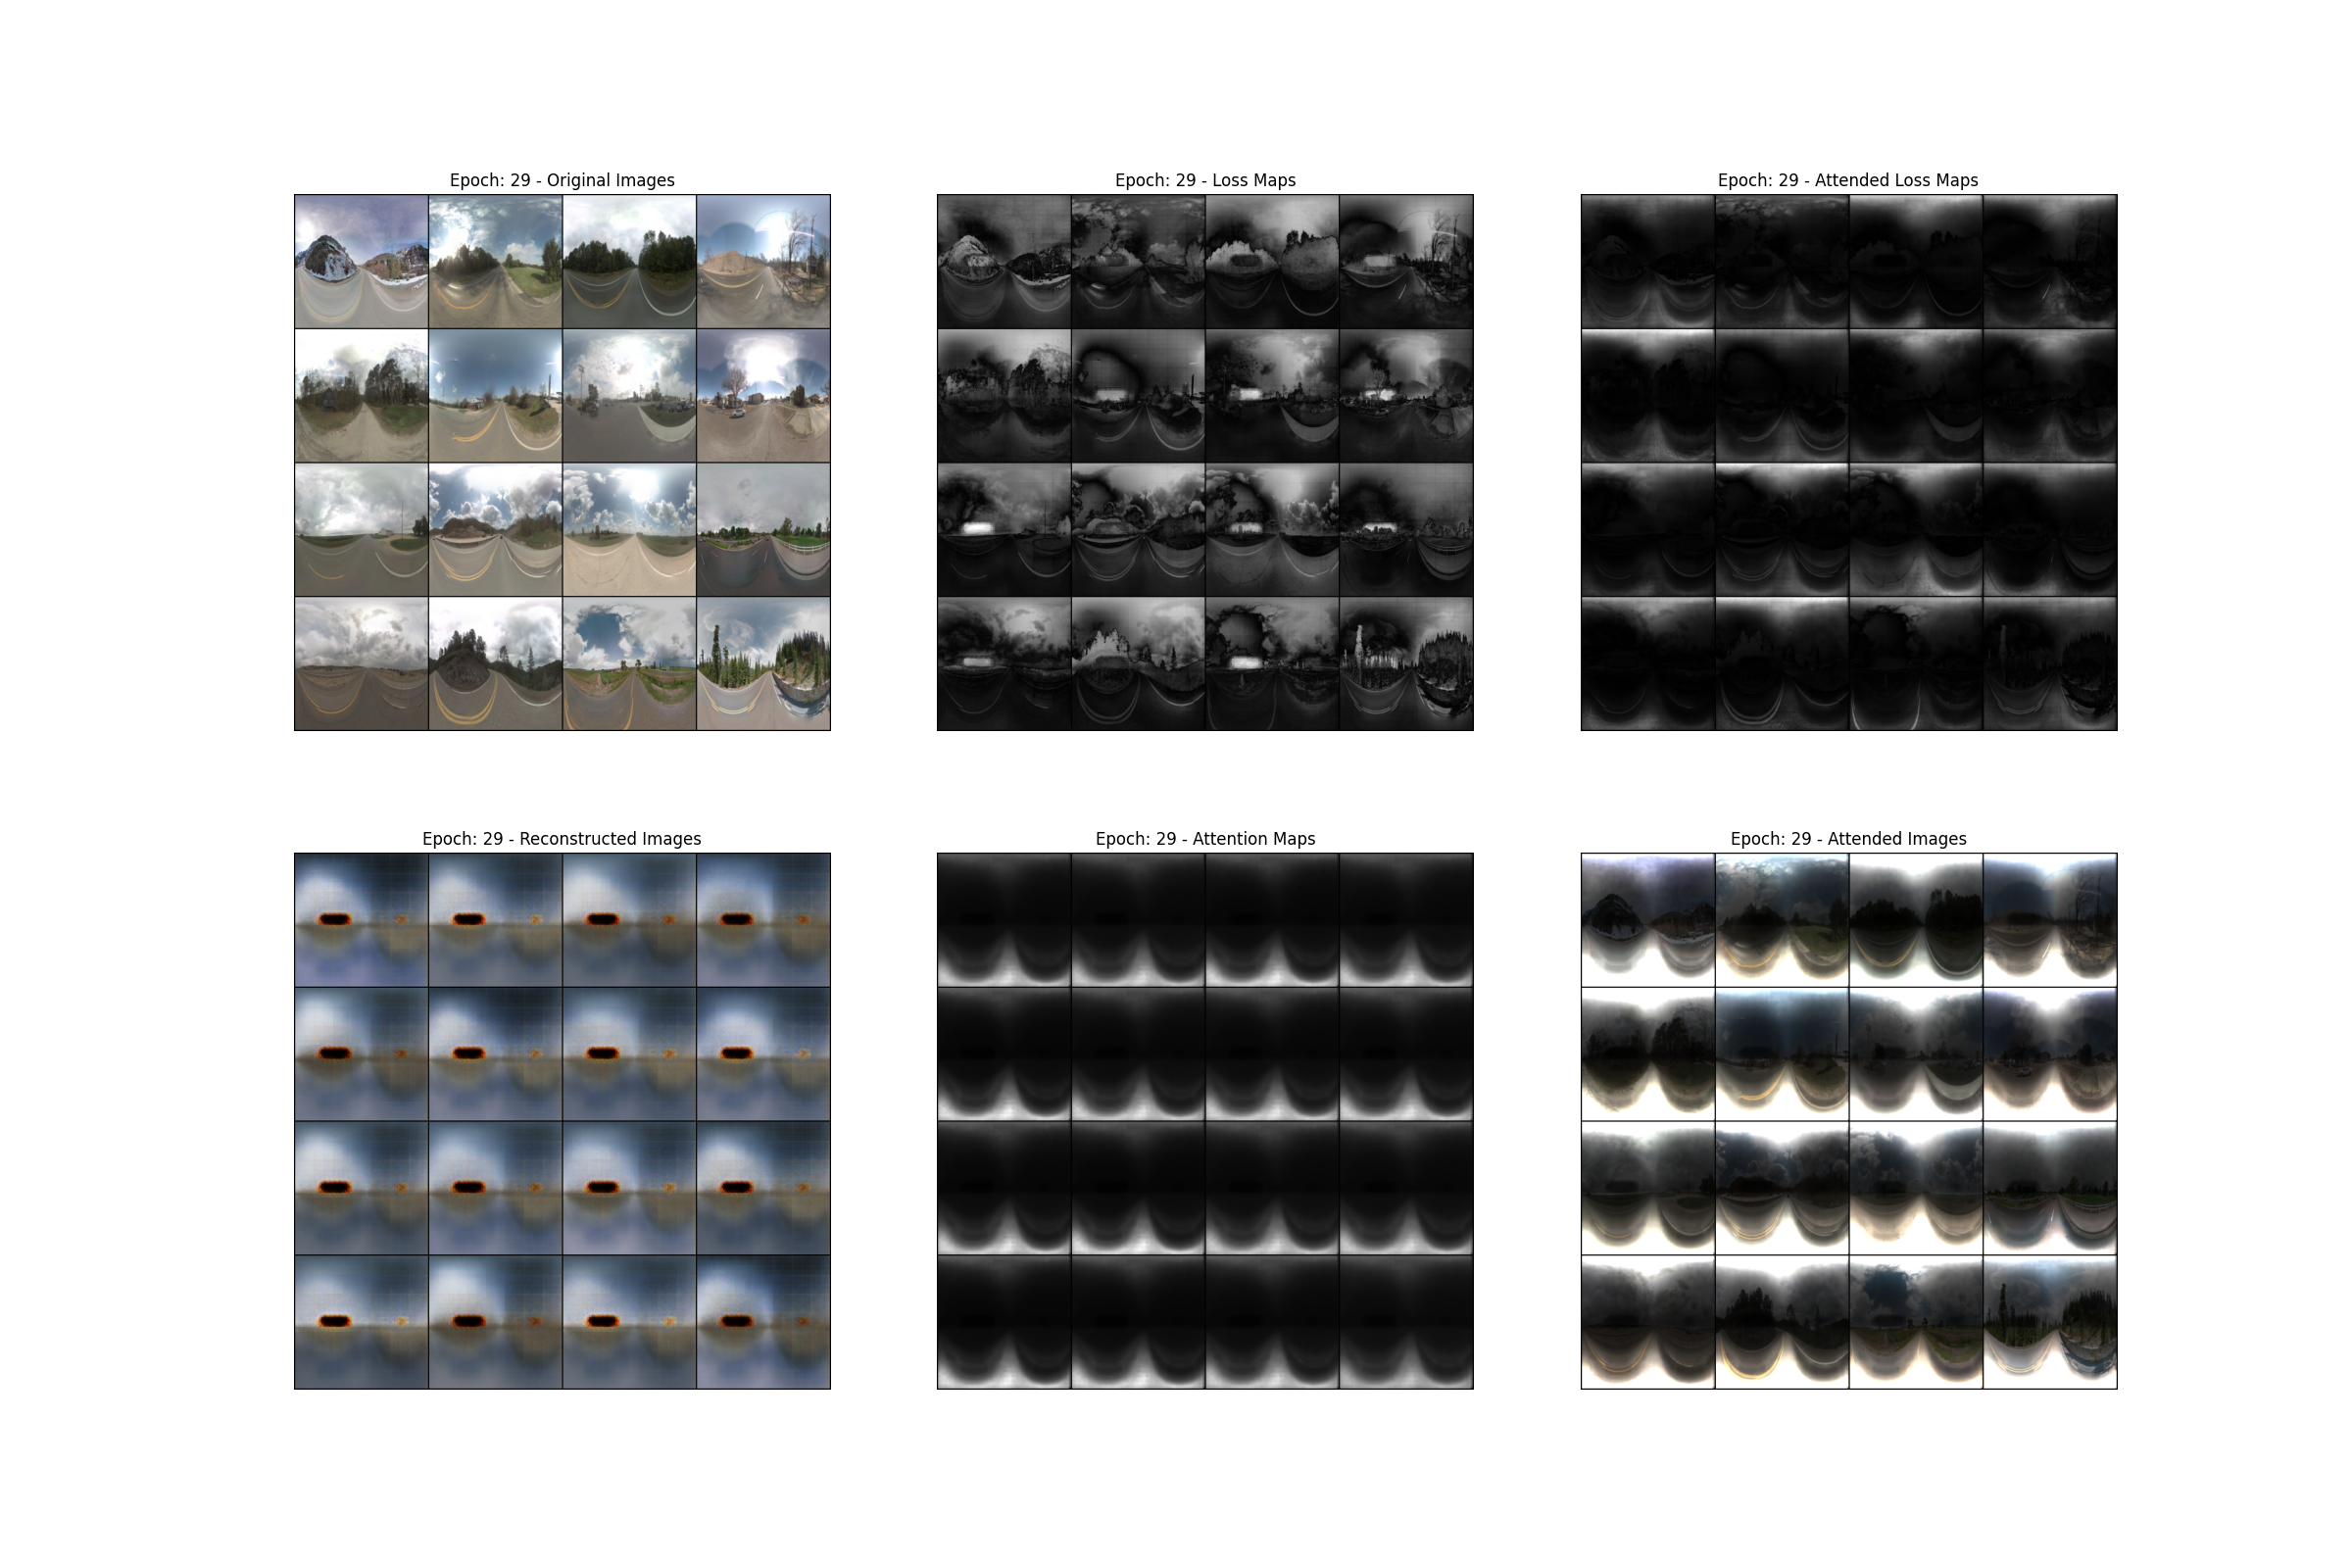 Epoch: 29 - Original Images
Epoch: 29 - Loss Maps
Epoch: 29 - Attended Loss Maps
Epoch: 29 - Reconstructed Images
Epoch: 29 - Attention Maps
Epoch: 29 - Attended Images